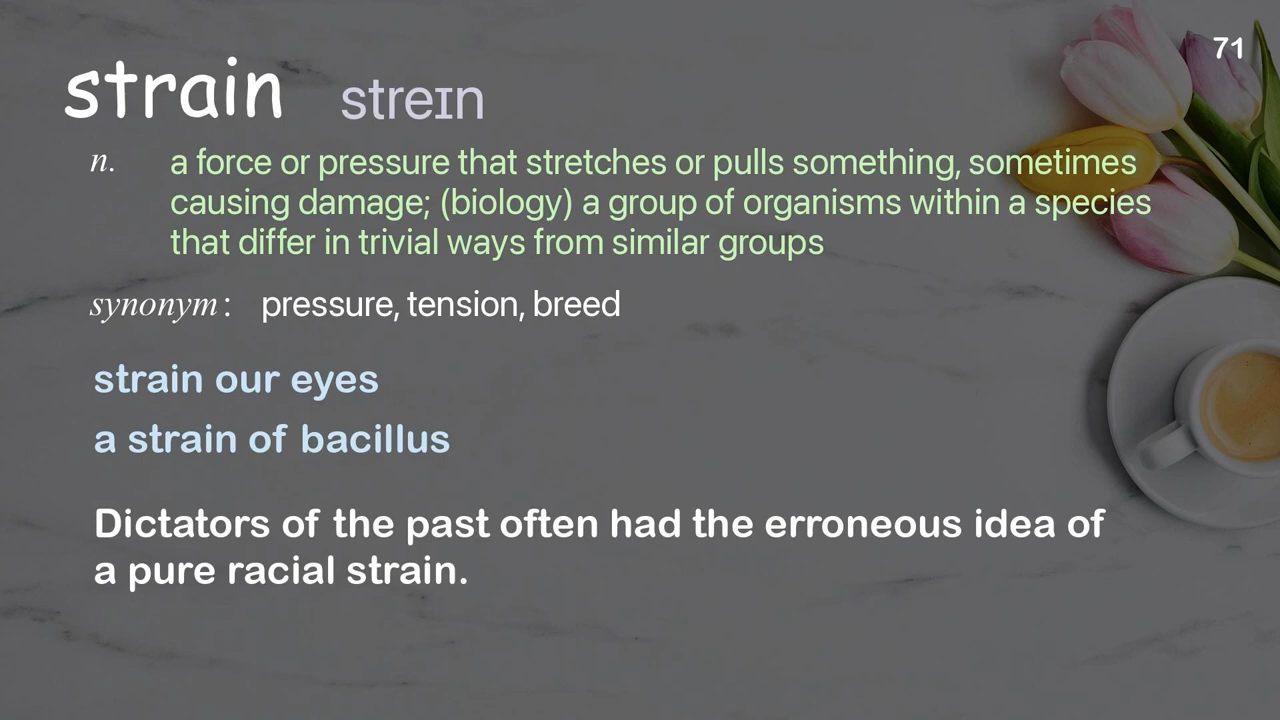 71
strain streɪn
n. a force or pressure that stretches or pulls something, sometimes
causing damage; (biology) a group of organisms within a species
that differ in trivial ways from similar groups
synonym: pressure, tension, breed
strain our eyes
a strain of bacillus
Dictators of the past often had the erroneous idea of
a pure racial strain.